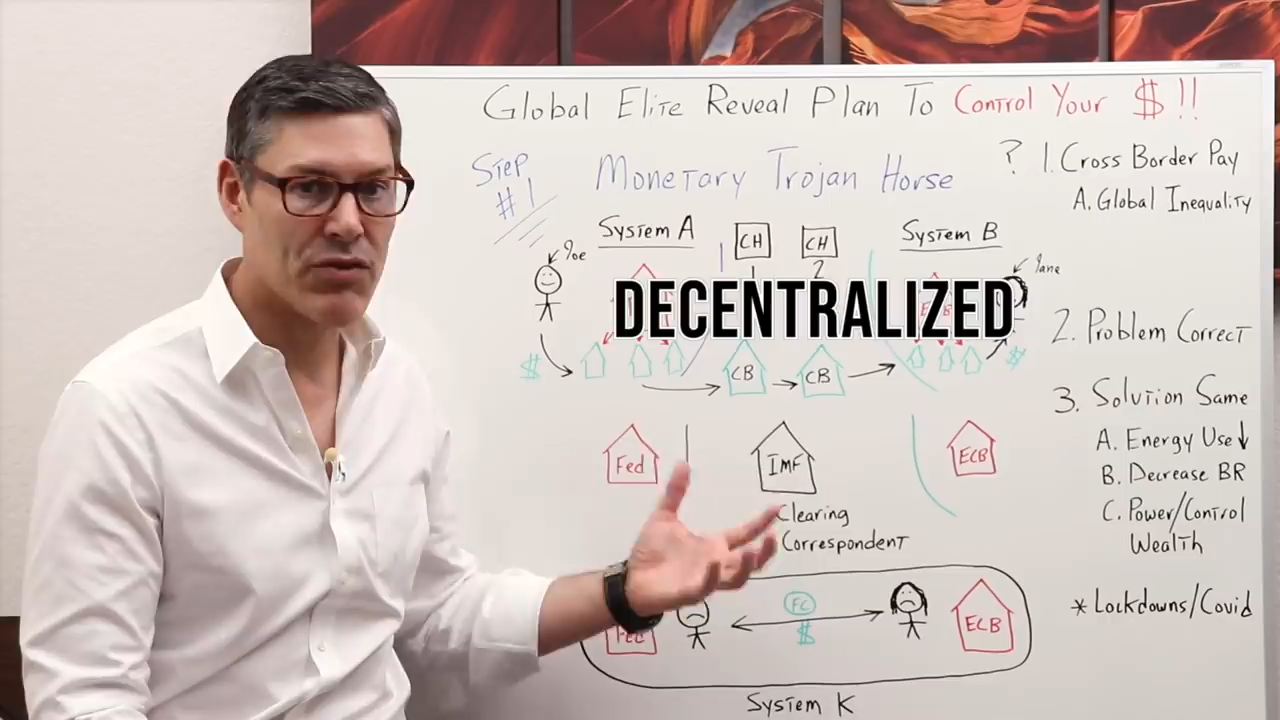 Global Elite Reveal Plan To Control Your $!!
Step
#1
Monetary Trojan Horse
? 1. Cross Border Pay
A. Global Inequality
System A
CH
CH
System B
Joe
1
2
Jane
DECENTRALIZED
2. Problem Correct
$
CB
CB
$
3. Solution Same
A. Energy Use↓
B. Decrease BR
C. Power/Control
Wealth
Fed
IMF
ECB
Clearing
Correspondent
* Lockdowns/Covid
Fed
FC
$
ECB
System K